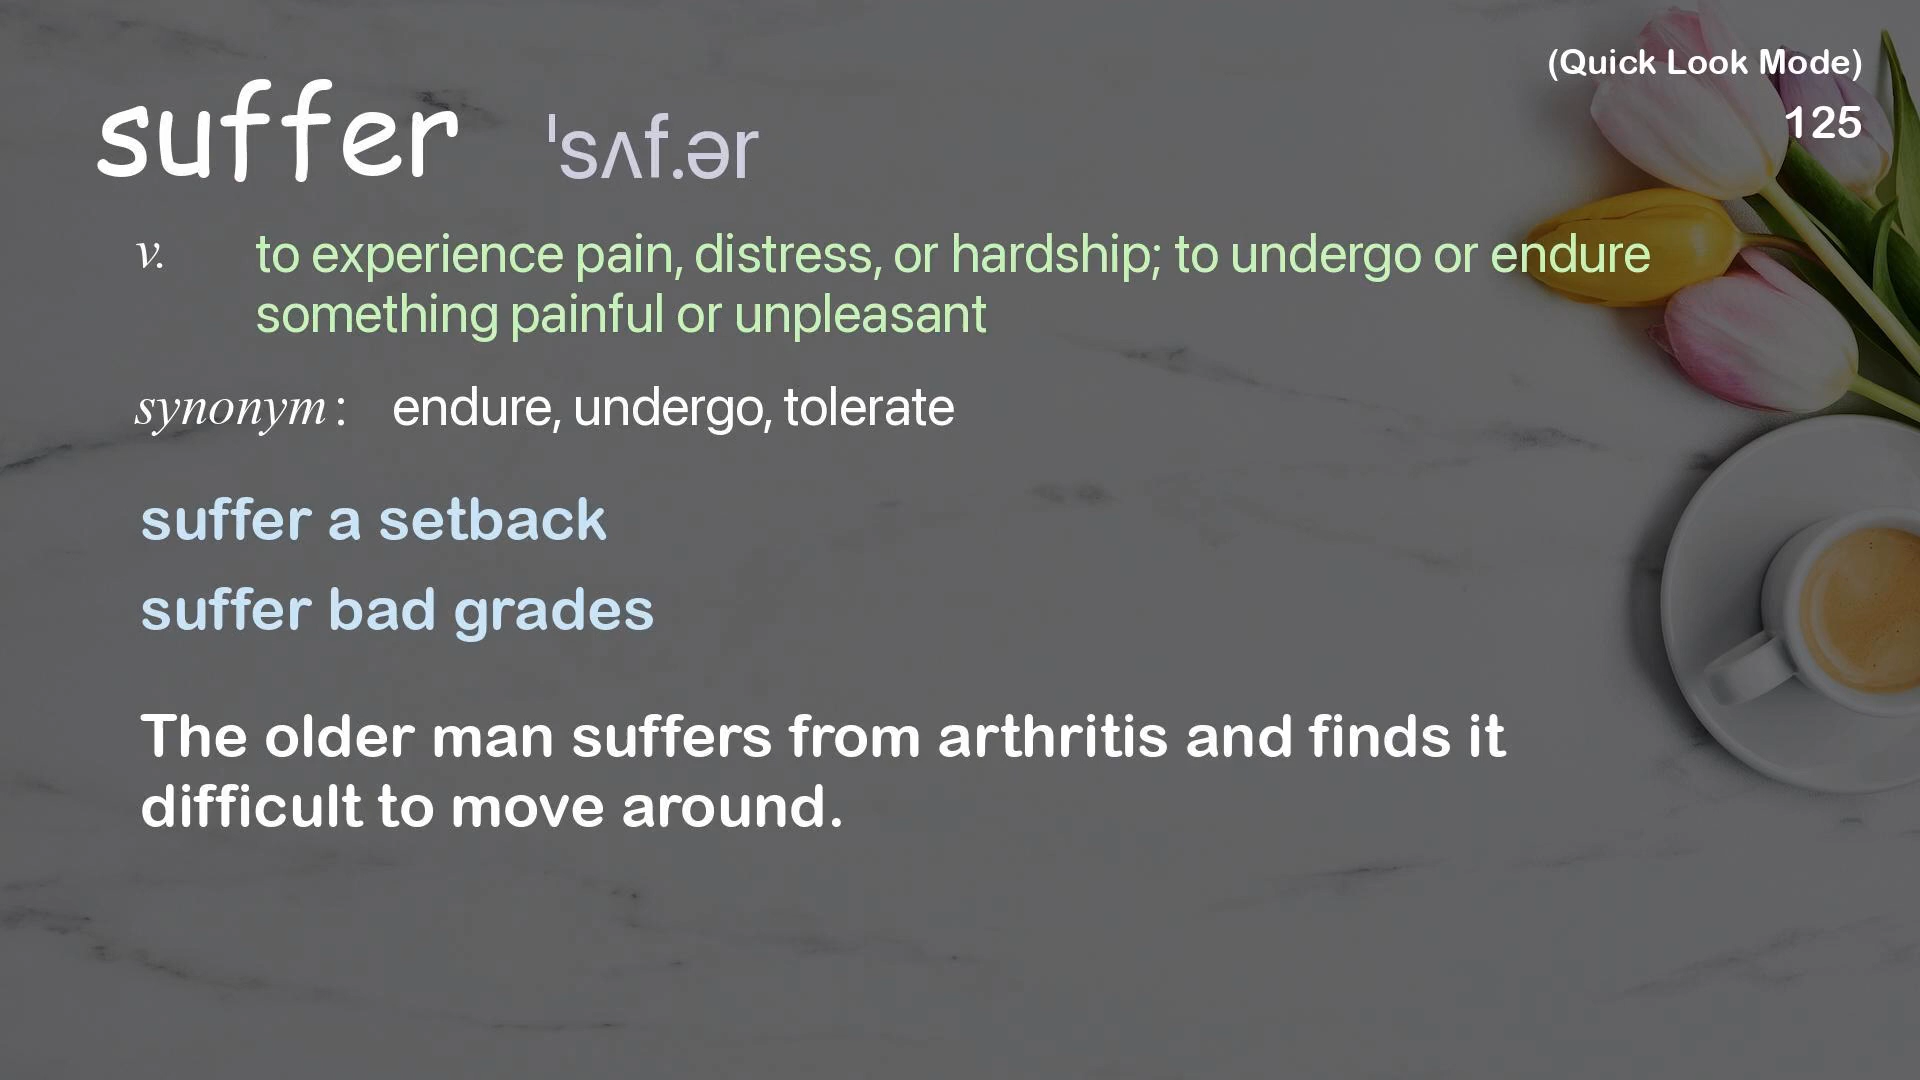 (Quick Look Mode)
125
suffer ˈsʌf.ər
v. to experience pain, distress, or hardship; to undergo or endure
something painful or unpleasant
synonym: endure, undergo, tolerate
suffer a setback
suffer bad grades
The older man suffers from arthritis and finds it
difficult to move around.